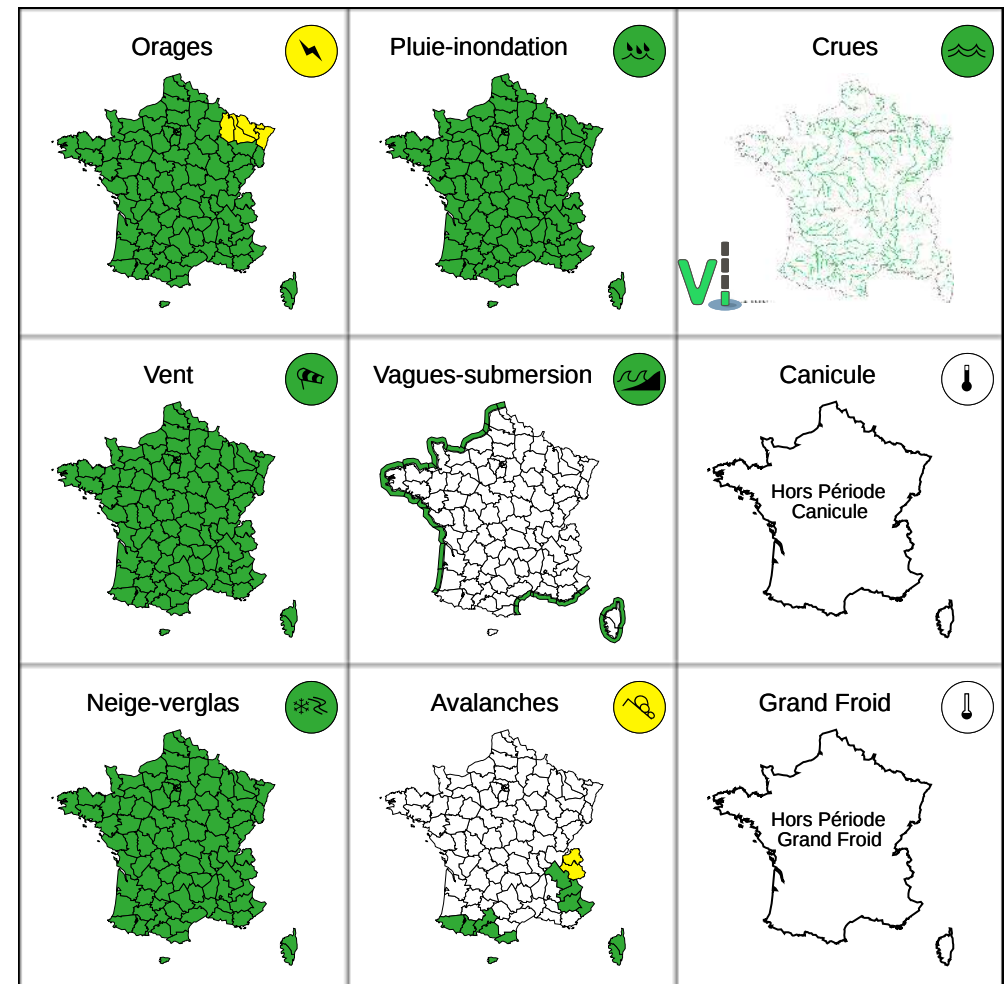 Orages
Pluie-inondation
Crues
Vi
Vent
Vagues-submersion
Canicule
Hors Période
Canicule
Neige-verglas
Avalanches
Grand Froid
Hors Période
Grand Froid